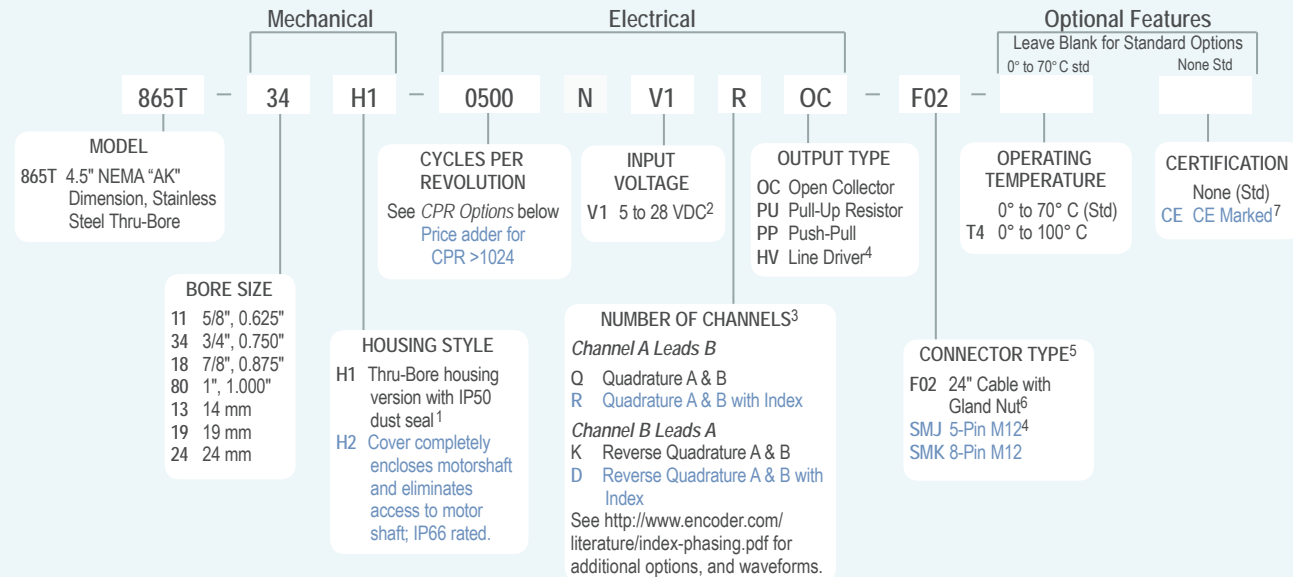 Mechanical
Electrical
Optional Features
Leave Blank for Standard Options
0° to 70° C std
None Std
865T – 34 H1 – 0500 N V1 R OC – F02 –
MODEL
865T 4.5" NEMA “AK”
Dimension, Stainless
Steel Thru-Bore
BORE SIZE
11 5/8", 0.625"
34 3/4", 0.750"
18 7/8", 0.875"
80 1", 1.000"
13 14 mm
19 19 mm
24 24 mm
HOUSING STYLE
H1 Thru-Bore housing
version with IP50
dust seal1
H2 Cover completely
encloses motorshaft
and eliminates
access to motor
shaft; IP66 rated.
CYCLES PER
REVOLUTION
See CPR Options below
Price adder for
CPR >1024
INPUT
VOLTAGE
V1 5 to 28 VDC2
NUMBER OF CHANNELS3
Channel A Leads B
Q Quadrature A & B
R Quadrature A & B with Index
Channel B Leads A
K Reverse Quadrature A & B
D Reverse Quadrature A & B with
Index
See http://www.encoder.com/
literature/index-phasing.pdf for
additional options, and waveforms.
OUTPUT TYPE
OC Open Collector
PU Pull-Up Resistor
PP Push-Pull
HV Line Driver4
CONNECTOR TYPE5
F02 24" Cable with
Gland Nut6
SMJ 5-Pin M124
SMK 8-Pin M12
OPERATING
TEMPERATURE
0° to 70° C (Std)
T4 0° to 100° C
CERTIFICATION
None (Std)
CE CE Marked7